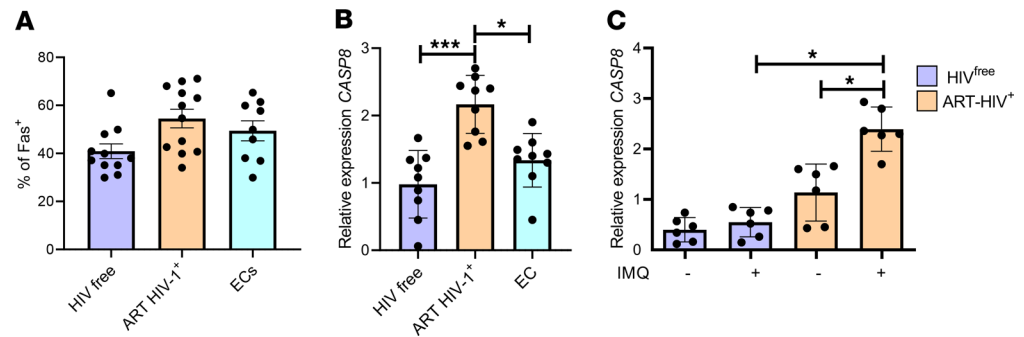 A
% of Fas+
80
60
40
20
0
HIV free
ART HIV-1+
ECs
B
Relative expression CASP8
3
2
1
0
***
*
HIV free
ART HIV-1+
EC
C
Relative expression CASP8
4
3
2
1
0
*
*
IMQ - + - +
HIVfree
ART-HIV+